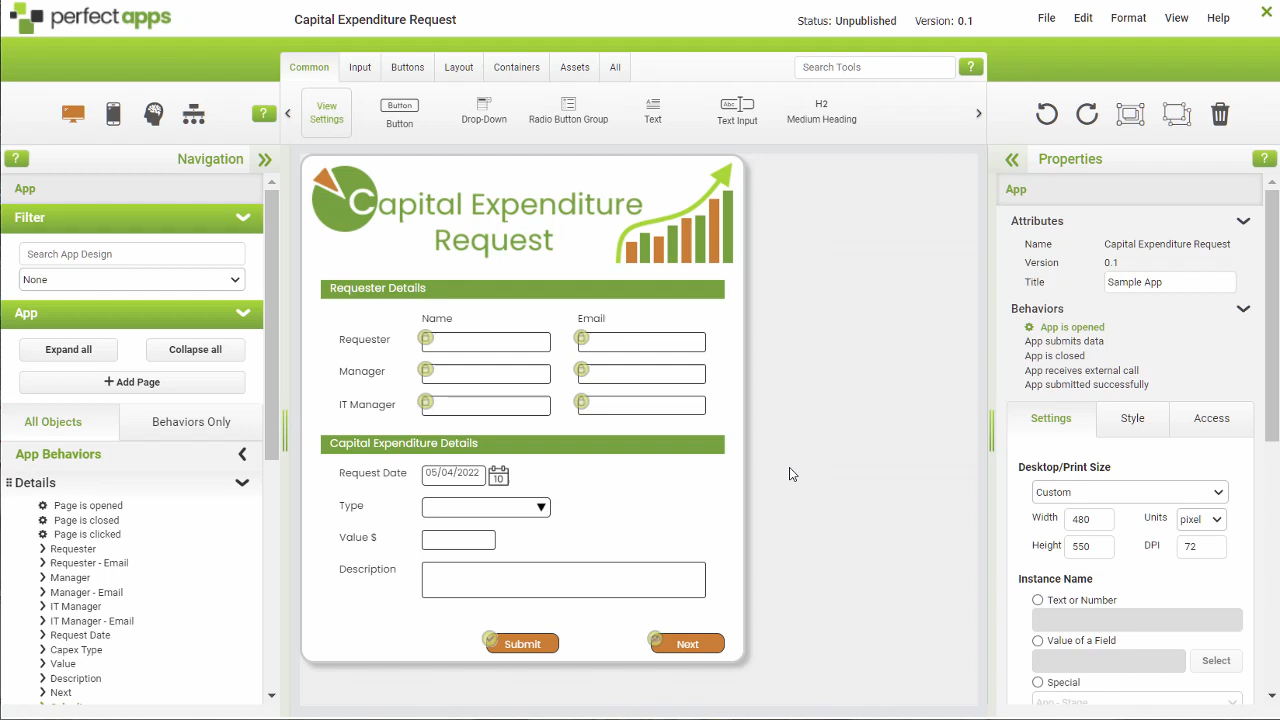 perfect apps
Capital Expenditure Request
Status: Unpublished
Version: 0.1
File
Edit
Format
View
Help
Common
Input
Buttons
Layout
Containers
Assets
All
Search Tools
?
?
View
Settings
Button
Button
Drop-Down
Radio Button Group
Text
Abc
Text Input
H2
Medium Heading
?
Navigation
App
Filter
Search App Design
None
App
Expand all
Collapse all
+ Add Page
All Objects
Behaviors Only
App Behaviors
Details
Page is opened
Page is closed
Page is clicked
Requester
Requester - Email
Manager
Manager - Email
IT Manager
IT Manager - Email
Request Date
Capex Type
Value
Description
Next
Capital Expenditure
Request
Requester Details
Name
Email
Requester
Manager
IT Manager
Capital Expenditure Details
Request Date
05/04/2022
10
Type
Value $
Description
Submit
Next
Properties
?
App
Attributes
Name
Capital Expenditure Request
Version
0.1
Title
Sample App
Behaviors
App is opened
App submits data
App is closed
App receives external call
App submitted successfully
Settings
Style
Access
Desktop/Print Size
Custom
Width
480
Units
pixel
Height
550
DPI
72
Instance Name
Text or Number
Value of a Field
Select
Special
App - Stage